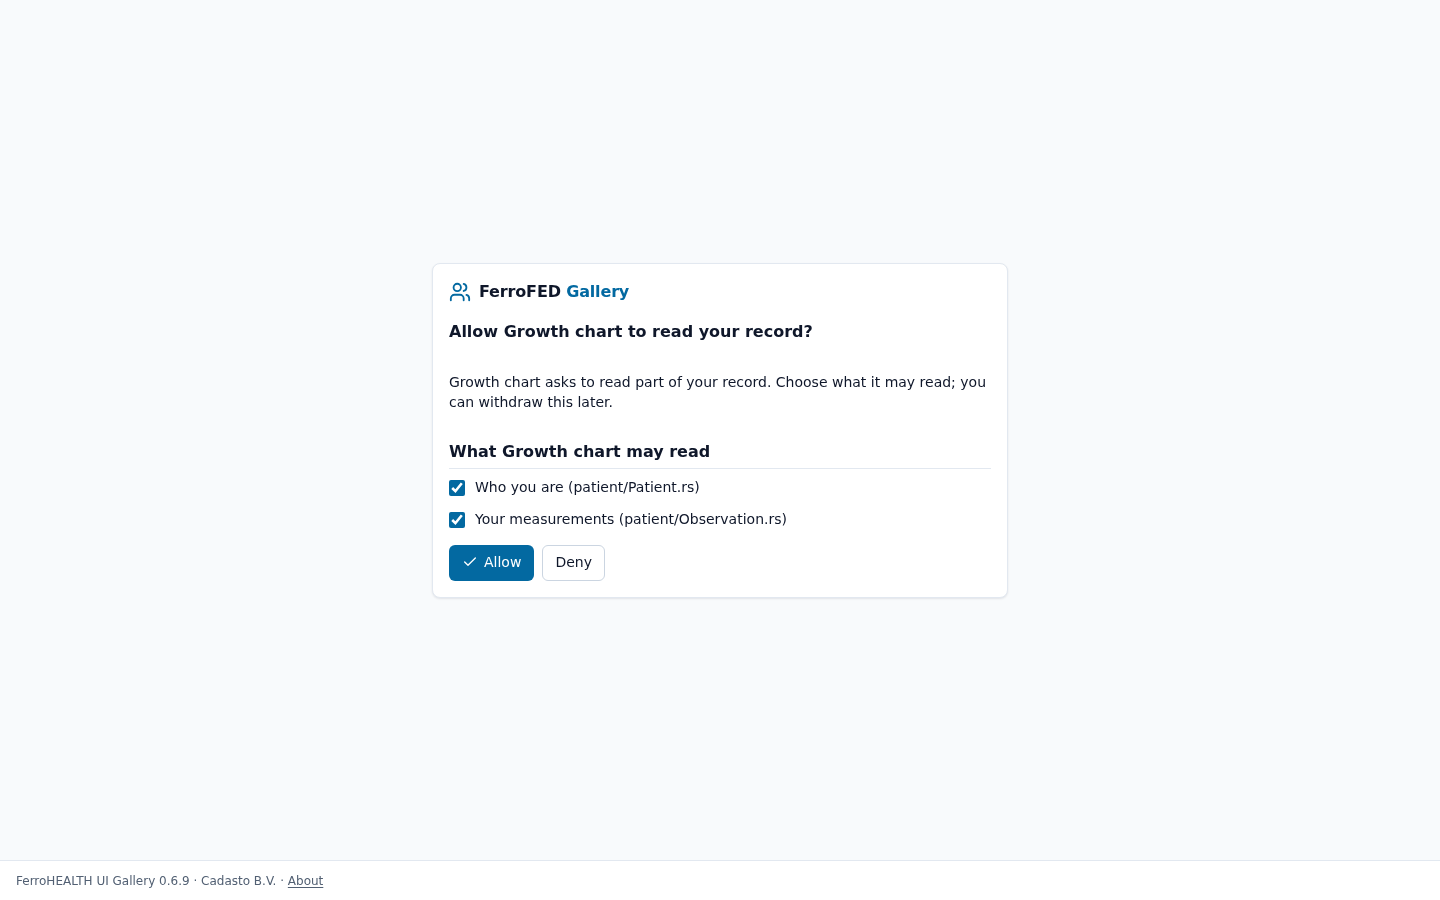 FerroFED Gallery
Allow Growth chart to read your record?
Growth chart asks to read part of your record. Choose what it may read; you
can withdraw this later.
What Growth chart may read
Who you are (patient/Patient.rs)
Your measurements (patient/Observation.rs)
Allow Deny
FerroHEALTH UI Gallery 0.6.9 · Cadasto B.V. · About